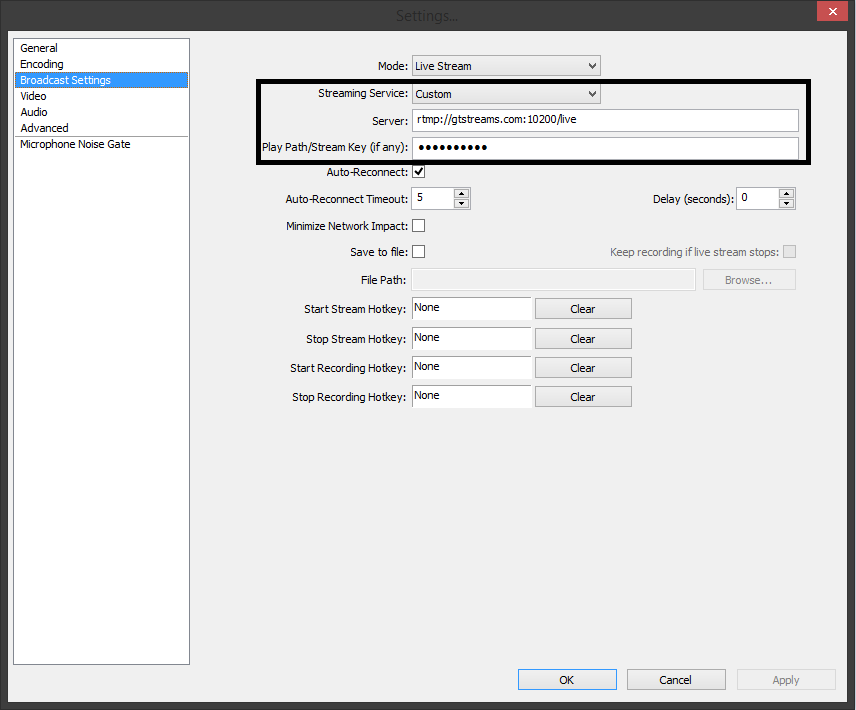 Settings...
General
Encoding
Broadcast Settings
Video
Audio
Advanced
Microphone Noise Gate
Mode: Live Stream
Streaming Service: Custom
Server: rtmp://gtstreams.com:10200/live
Play Path/Stream Key (if any): ●●●●●●●●●●
Auto-Reconnect:
Auto-Reconnect Timeout: 5 Delay (seconds): 0
Minimize Network Impact:
Save to file: Keep recording if live stream stops:
File Path: Browse...
Start Stream Hotkey: None Clear
Stop Stream Hotkey: None Clear
Start Recording Hotkey: None Clear
Stop Recording Hotkey: None Clear
OK Cancel Apply